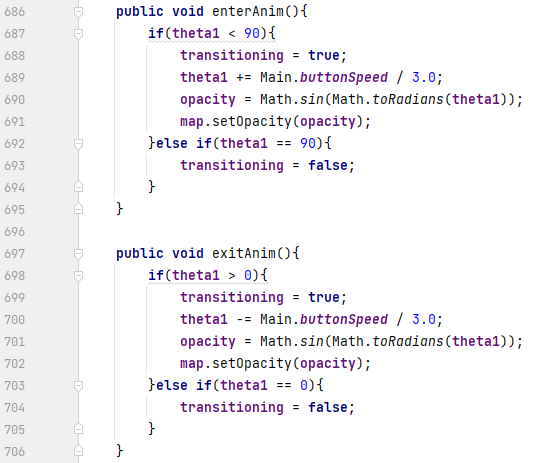 686 public void enterAnim(){
687 if(theta1 < 90){
688 transitioning = true;
689 theta1 += Main.buttonSpeed / 3.0;
690 opacity = Math.sin(Math.toRadians(theta1));
691 map.setOpacity(opacity);
692 }else if(theta1 == 90){
693 transitioning = false;
694 }
695 }
696
697 public void exitAnim(){
698 if(theta1 > 0){
699 transitioning = true;
700 theta1 -= Main.buttonSpeed / 3.0;
701 opacity = Math.sin(Math.toRadians(theta1));
702 map.setOpacity(opacity);
703 }else if(theta1 == 0){
704 transitioning = false;
705 }
706 }